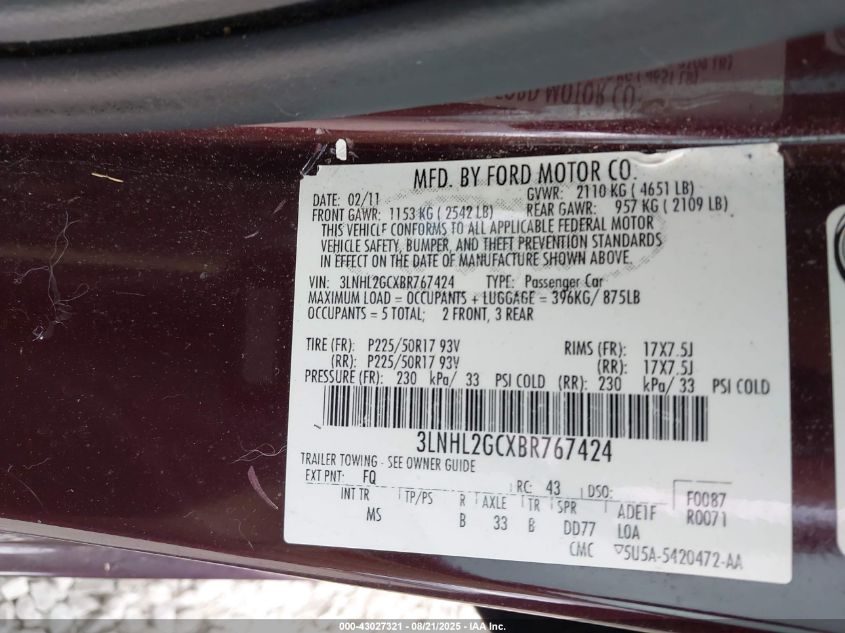 MFD. BY FORD MOTOR CO.
DATE: 02/11 GVWR: 2110 KG ( 4651 LB)
FRONT GAWR: 1153 KG ( 2542 LB) REAR GAWR: 957 KG ( 2109 LB)
THIS VEHICLE CONFORMS TO ALL APPLICABLE FEDERAL MOTOR
VEHICLE SAFETY, BUMPER, AND THEFT PREVENTION STANDARDS
IN EFFECT ON THE DATE OF MANUFACTURE SHOWN ABOVE.
VIN: 3LNHL2GCXBR767424 TYPE: Passenger Car
MAXIMUM LOAD = OCCUPANTS + LUGGAGE = 396KG/ 875LB
OCCUPANTS = 5 TOTAL; 2 FRONT, 3 REAR
TIRE (FR): P225/50R17 93V RIMS (FR): 17X7.5J
(RR): P225/50R17 93V (RR): 17X7.5J
PRESSURE (FR): 230 kPa/ 33 PSI COLD (RR): 230 kPa/ 33 PSI COLD
3LNHL2GCXBR767424
TRAILER TOWING - SEE OWNER GUIDE
EXT PNT: FQ RC: 43 DSO: F0087
INT TR TP/PS R AXLE TR SPR ADE1F R0071
MS B 33 B DD77 L0A
CMC ▽5U5A-5420472-AA
000-43027321 - 08/21/2025 - Copyright IAA, Inc.